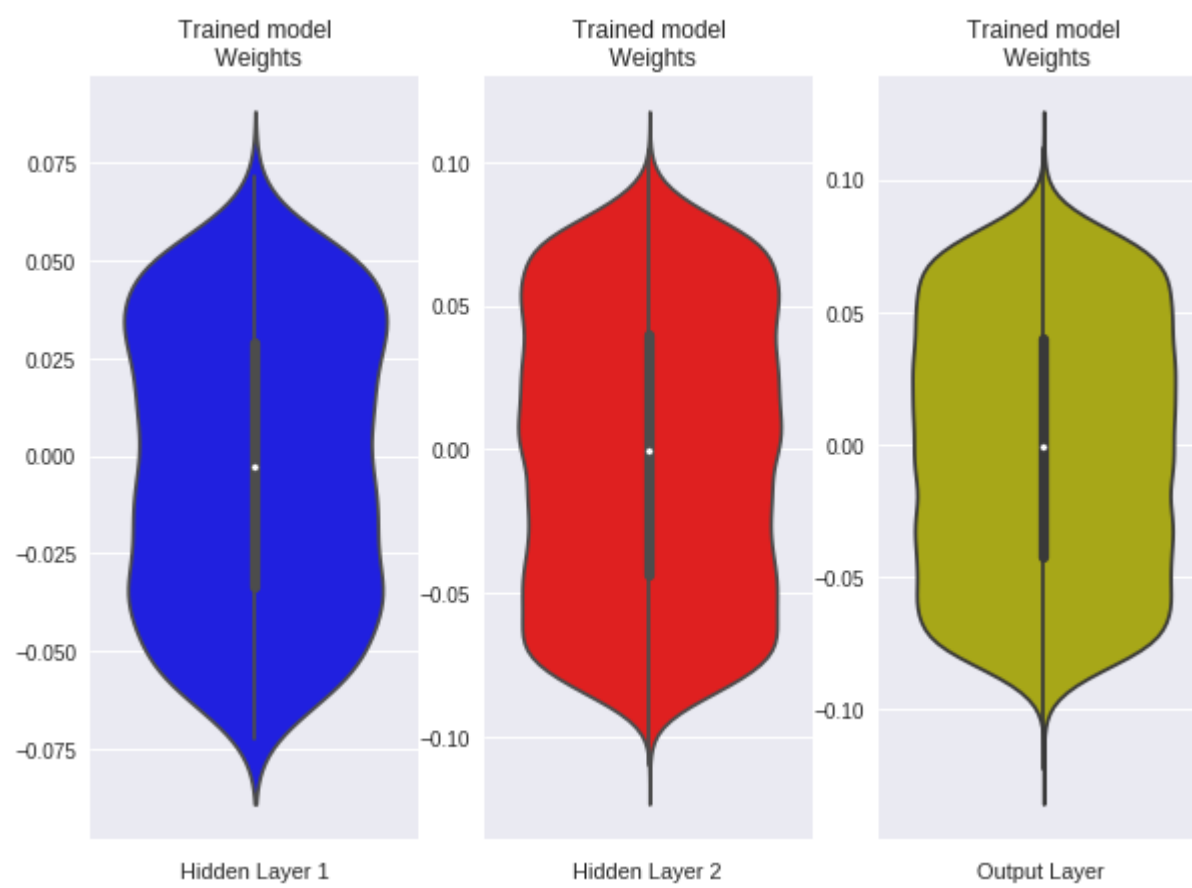 Trained model
Weights
0.075
0.050
0.025
0.000
−0.025
−0.050
−0.075
Hidden Layer 1
Trained model
Weights
0.10
0.05
0.00
−0.05
−0.10
Hidden Layer 2
Trained model
Weights
0.10
0.05
0.00
−0.05
−0.10
Output Layer